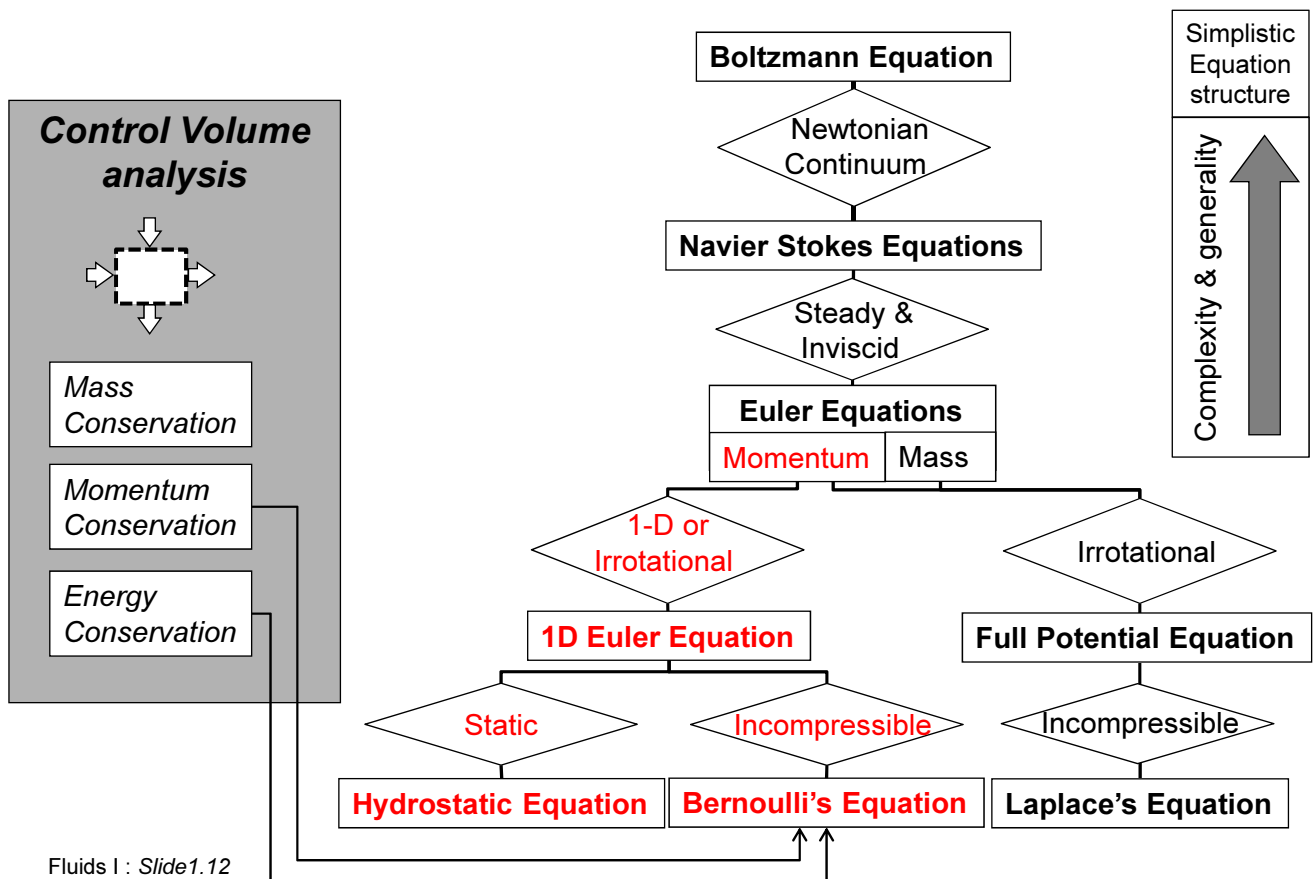 Boltzmann Equation
Newtonian
Continuum
Navier Stokes Equations
Steady &
Inviscid
Euler Equations
Momentum
Mass
1-D or
Irrotational
Irrotational
1D Euler Equation
Full Potential Equation
Static
Incompressible
Incompressible
Hydrostatic Equation
Bernoulli’s Equation
Laplace’s Equation
Control Volume
analysis
Mass
Conservation
Momentum
Conservation
Energy
Conservation
Simplistic
Equation
structure
Complexity & generality
Fluids I : Slide1.12